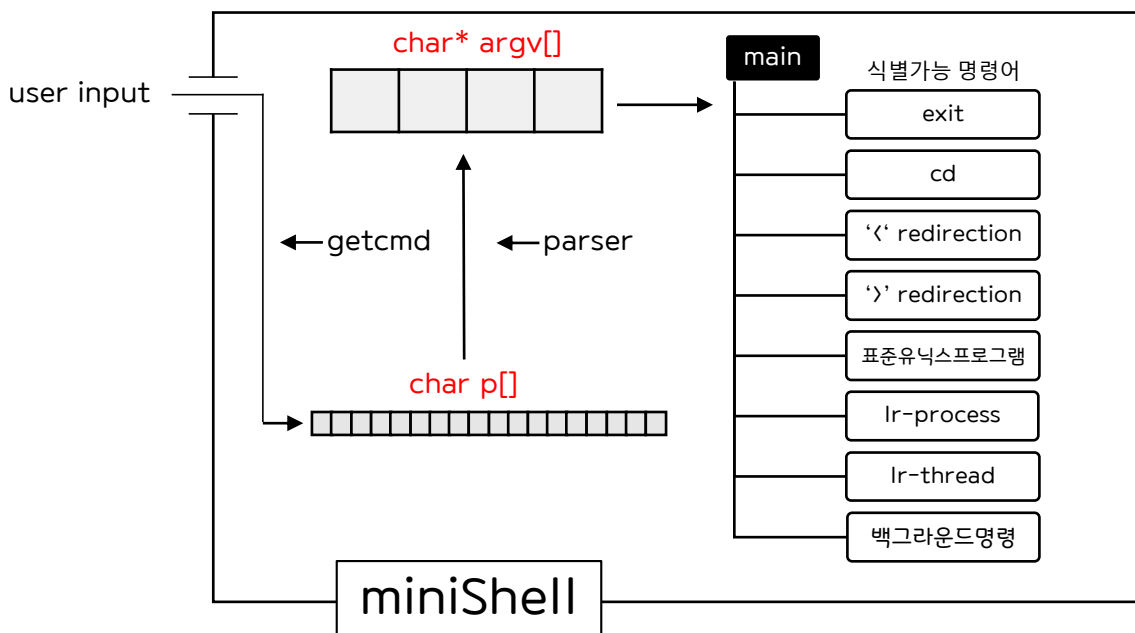 char* argv[]
main
식별가능 명령어
user input
exit
cd
‘<‘ redirection
getcmd
parser
‘>’ redirection
표준유닉스프로그램
char p[]
lr-process
lr-thread
백그라운드명령
miniShell